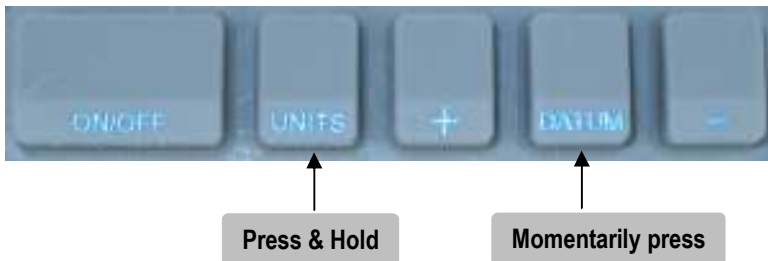 ON/OFF UNITS + DATUM -
Press & Hold Momentarily press